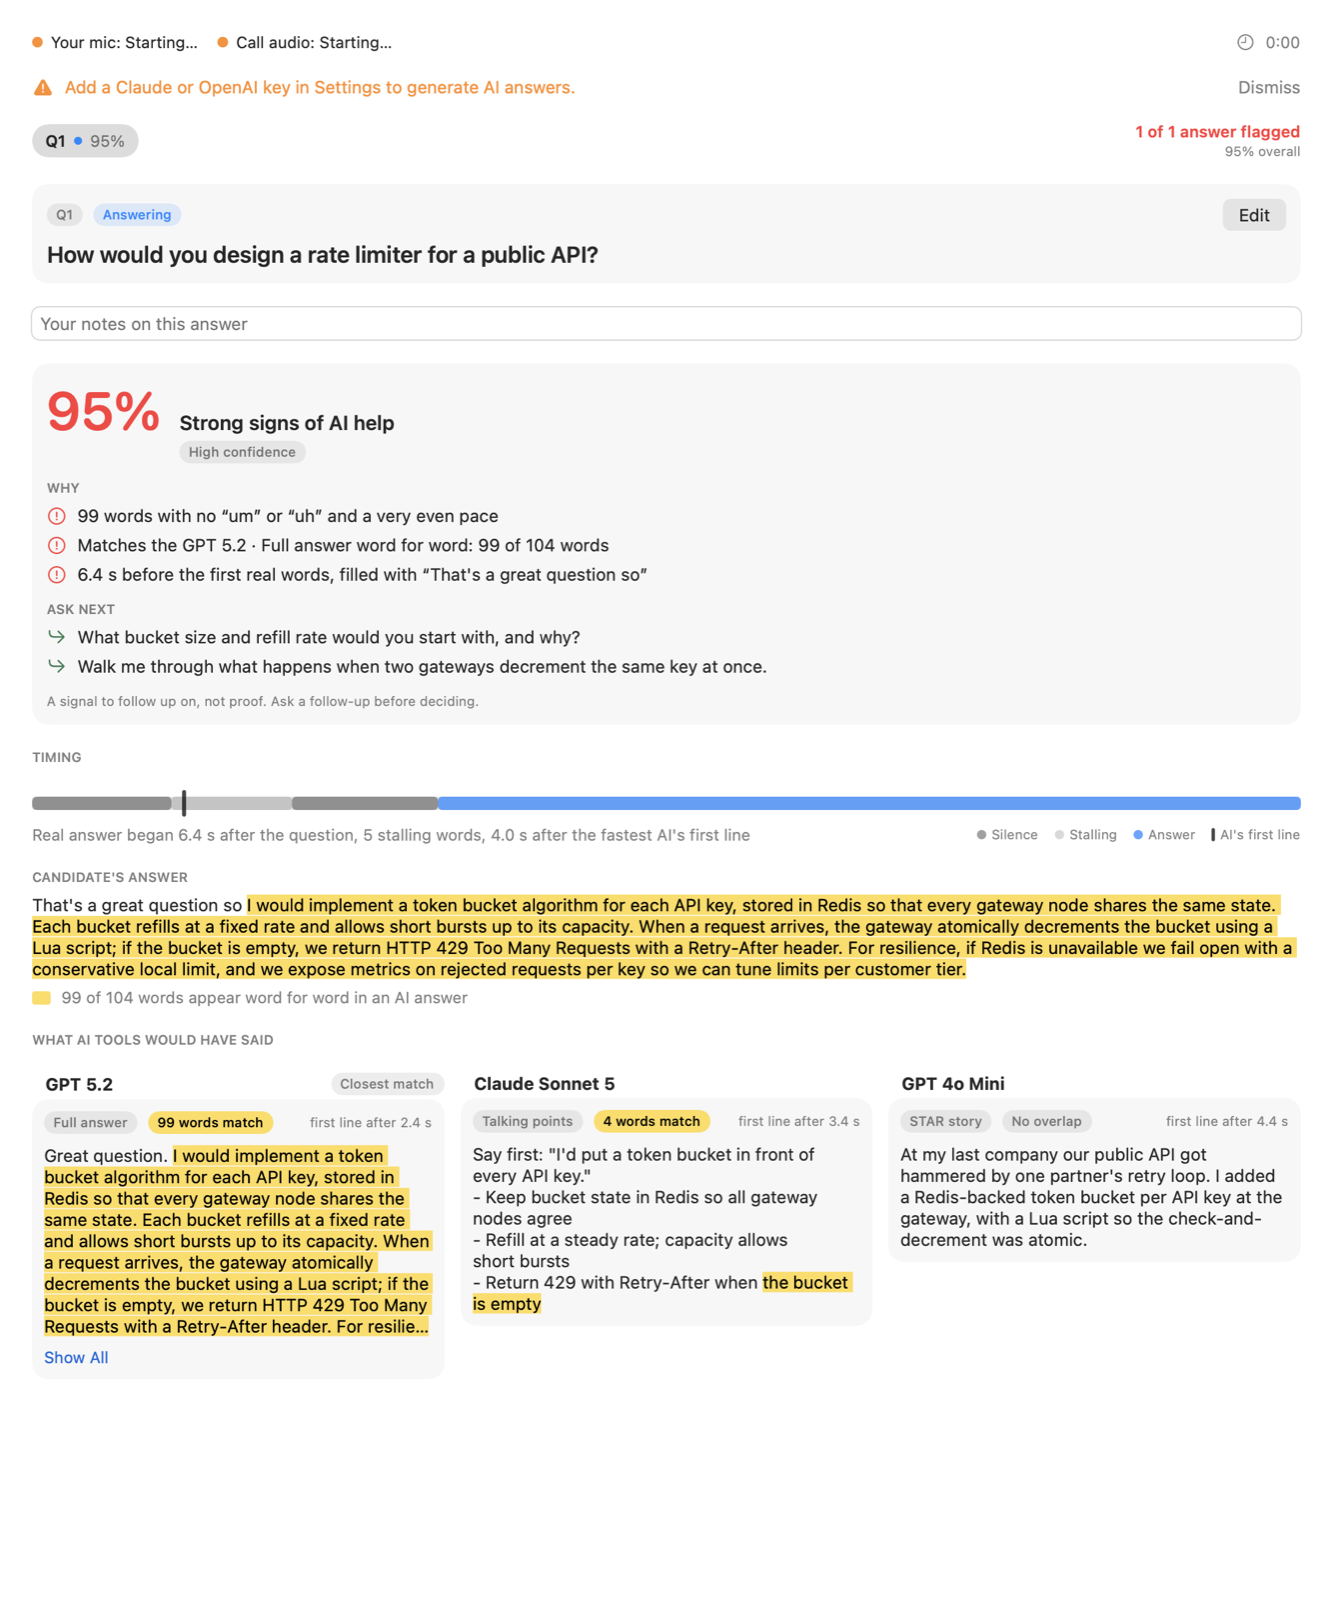 Your mic: Starting... Call audio: Starting... 0:00
Add a Claude or OpenAI key in Settings to generate AI answers. Dismiss
Q1 95% 1 of 1 answer flagged
95% overall
Q1 Answering Edit
How would you design a rate limiter for a public API?
Your notes on this answer
95% Strong signs of AI help
High confidence
WHY
99 words with no “um” or “uh” and a very even pace
Matches the GPT 5.2 · Full answer word for word: 99 of 104 words
6.4 s before the first real words, filled with “That's a great question so”
ASK NEXT
What bucket size and refill rate would you start with, and why?
Walk me through what happens when two gateways decrement the same key at once.
A signal to follow up on, not proof. Ask a follow-up before deciding.
TIMING
Real answer began 6.4 s after the question, 5 stalling words, 4.0 s after the fastest AI's first line Silence Stalling Answer AI's first line
CANDIDATE'S ANSWER
That's a great question so I would implement a token bucket algorithm for each API key, stored in Redis so that every gateway node shares the same state.
Each bucket refills at a fixed rate and allows short bursts up to its capacity. When a request arrives, the gateway atomically decrements the bucket using a
Lua script; if the bucket is empty, we return HTTP 429 Too Many Requests with a Retry-After header. For resilience, if Redis is unavailable we fail open with a
conservative local limit, and we expose metrics on rejected requests per key so we can tune limits per customer tier.
99 of 104 words appear word for word in an AI answer
WHAT AI TOOLS WOULD HAVE SAID
GPT 5.2 Closest match
Full answer 99 words match first line after 2.4 s
Great question. I would implement a token
bucket algorithm for each API key, stored in
Redis so that every gateway node shares the
same state. Each bucket refills at a fixed rate
and allows short bursts up to its capacity. When
a request arrives, the gateway atomically
decrements the bucket using a Lua script; if the
bucket is empty, we return HTTP 429 Too Many
Requests with a Retry-After header. For resilie...
Show All
Claude Sonnet 5
Talking points 4 words match first line after 3.4 s
Say first: "I'd put a token bucket in front of
every API key."
- Keep bucket state in Redis so all gateway
nodes agree
- Refill at a steady rate; capacity allows
short bursts
- Return 429 with Retry-After when the bucket
is empty
GPT 4o Mini
STAR story No overlap first line after 4.4 s
At my last company our public API got
hammered by one partner's retry loop. I added
a Redis-backed token bucket per API key at the
gateway, with a Lua script so the check-and-
decrement was atomic.